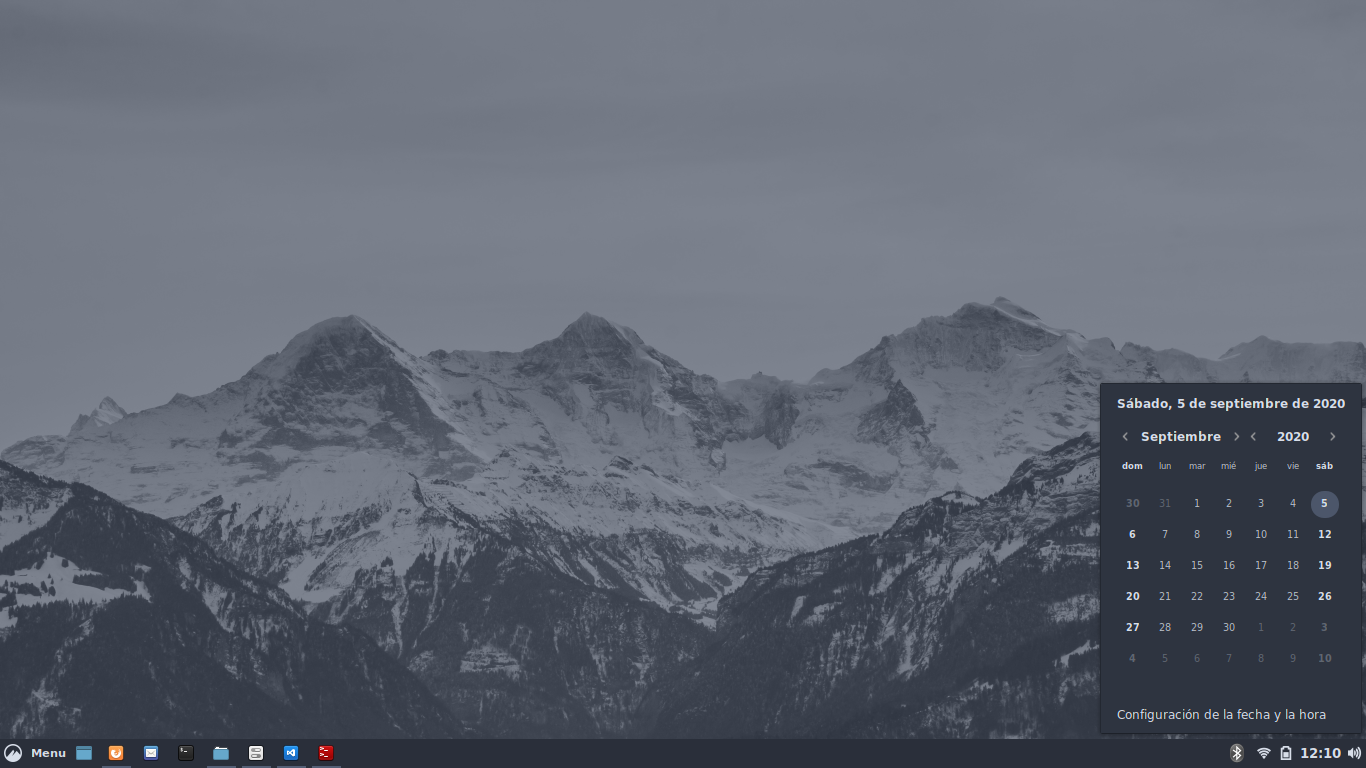 Sábado, 5 de septiembre de 2020
Septiembre 2020
dom lun mar mié jue vie sáb
30 31 1 2 3 4 5
6 7 8 9 10 11 12
13 14 15 16 17 18 19
20 21 22 23 24 25 26
27 28 29 30 1 2 3
4 5 6 7 8 9 10
Configuración de la fecha y la hora
Menu 12:10